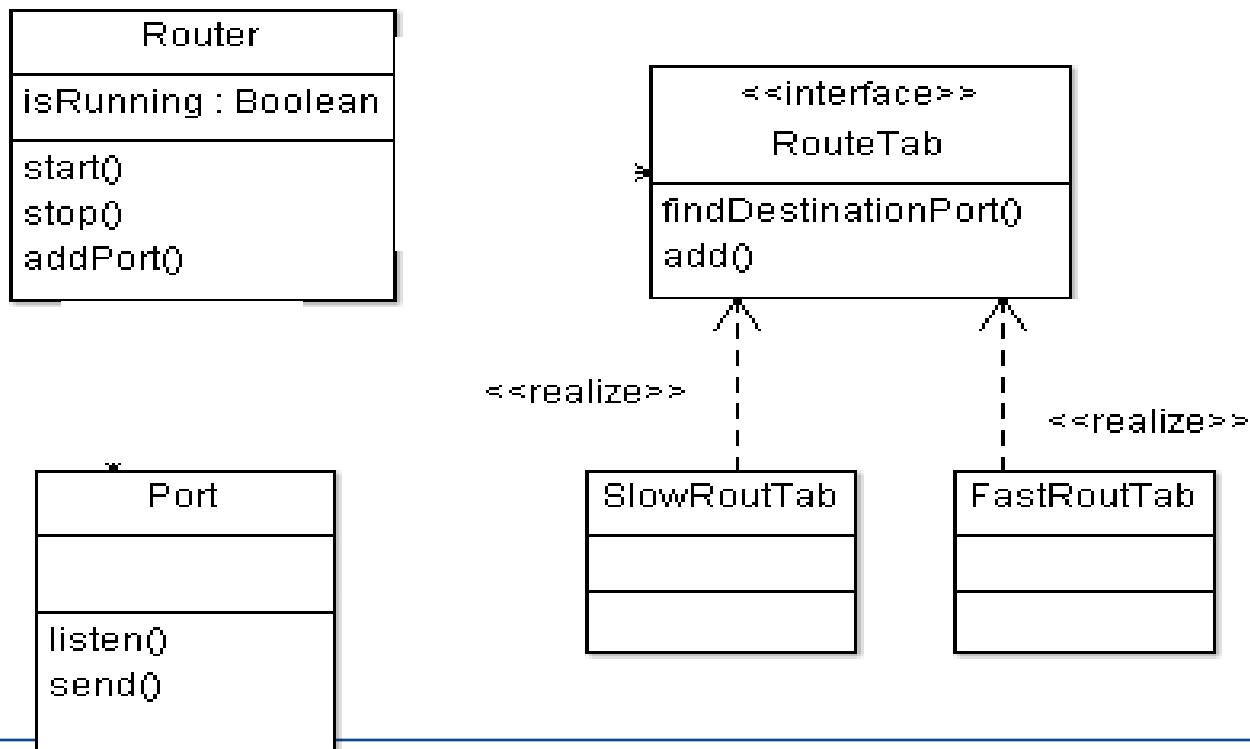 Router
isRunning : Boolean
start()
stop()
addPort()
<<interface>>
RouteTab
findDestinationPort()
add()
<<realize>>
<<realize>>
Port
listen()
send()
SlowRoutTab
FastRoutTab